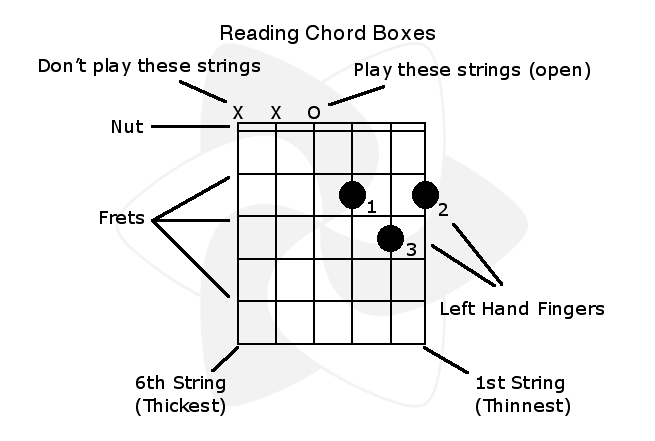 Reading Chord Boxes
Don't play these strings
Play these strings (open)
X X O
Nut
1
2
Frets
3
Left Hand Fingers
6th String
(Thickest)
1st String
(Thinnest)